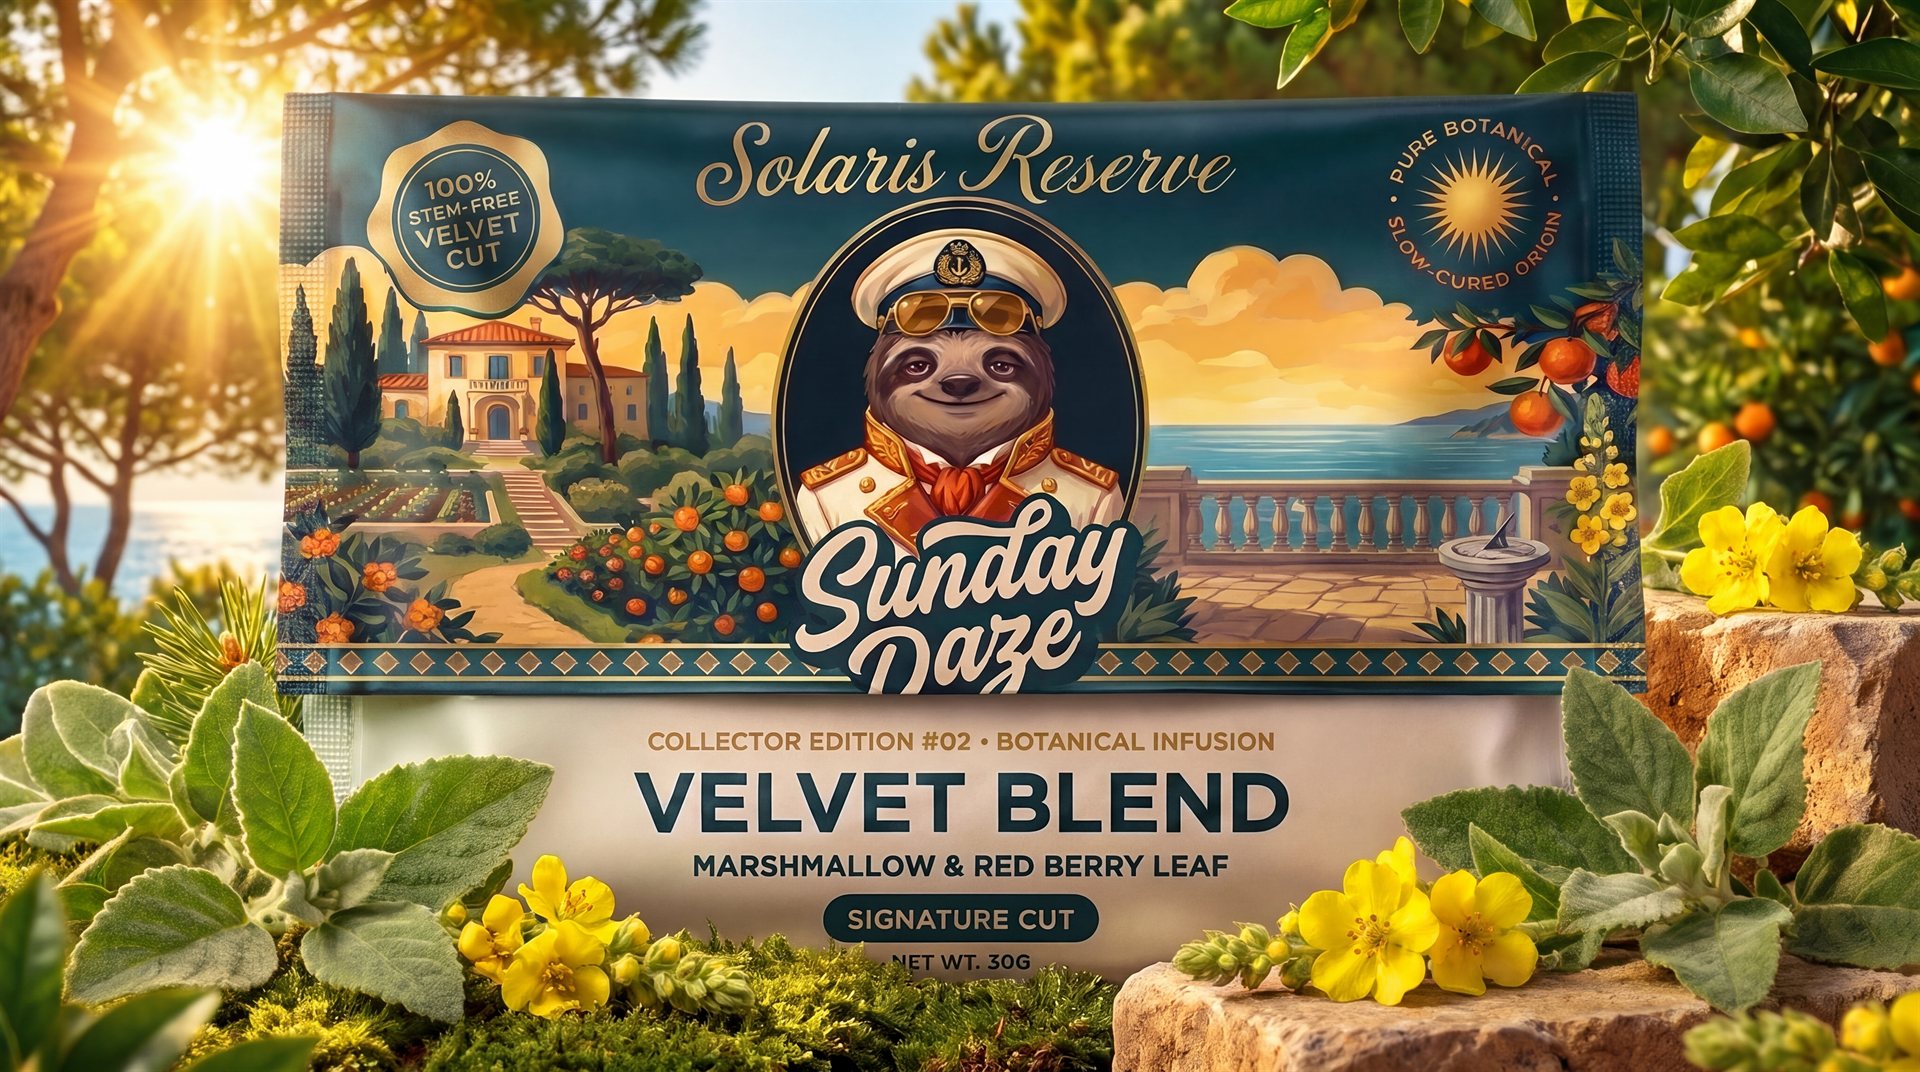 Solaris Reserve
100%
STEM-FREE
VELVET
CUT
PURE BOTANICAL
SLOW-CURED ORIOIN
Sunday
Daze
COLLECTOR EDITION #02 • BOTANICAL INFUSION
VELVET BLEND
MARSHMALLOW & RED BERRY LEAF
SIGNATURE CUT
NET WT. 30G